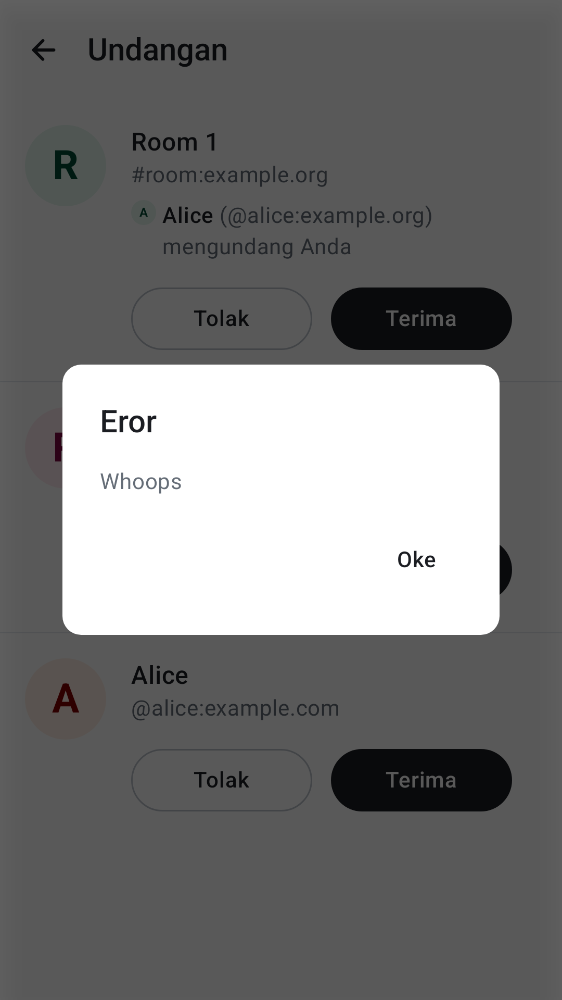 Undangan
R
Room 1
#room:example.org
A Alice (@alice:example.org)
mengundang Anda
Tolak Terima
Eror
Whoops
Oke
A
Alice
@alice:example.com
Tolak Terima